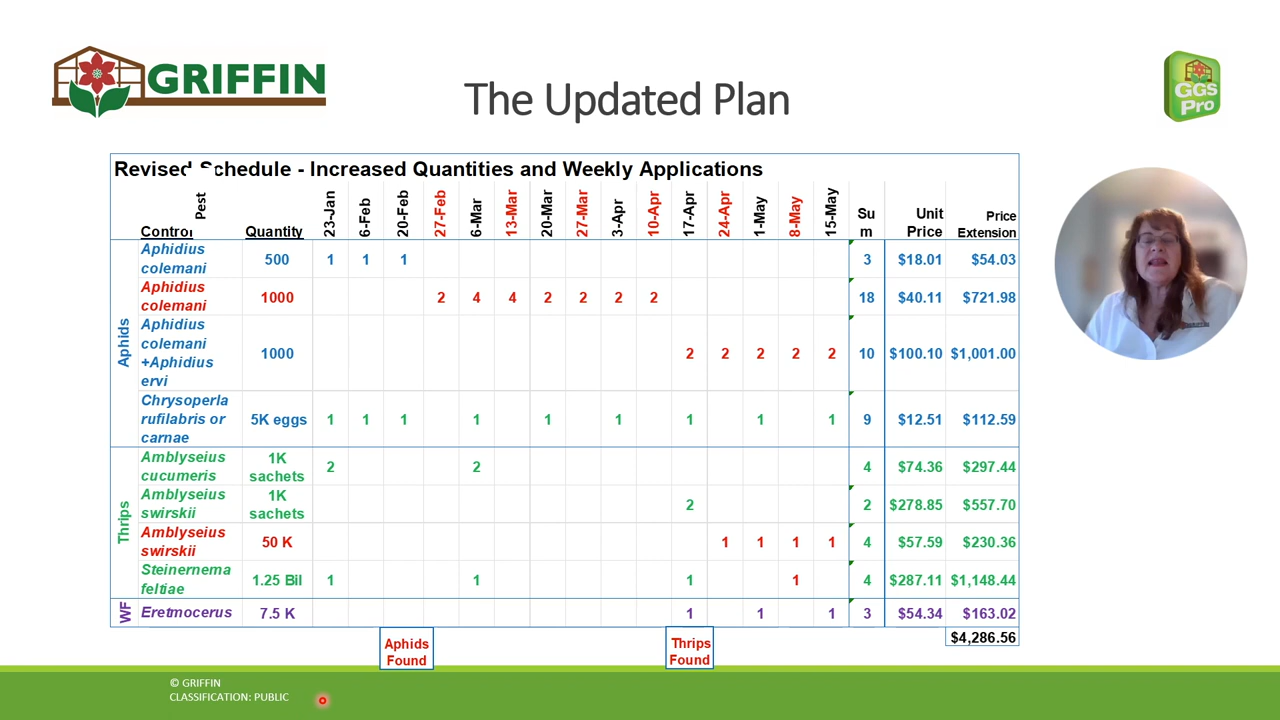 GRIFFIN
The Updated Plan
GGS
Pro
Revised Schedule - Increased Quantities and Weekly Applications
Control Pest Quantity 23-Jan 6-Feb 20-Feb 27-Feb 6-Mar 13-Mar 20-Mar 27-Mar 3-Apr 10-Apr 17-Apr 24-Apr 1-May 8-May 15-May Su m Unit Price Price Extension
Aphids
Aphidius colemani 500 1 1 1 3 $18.01 $54.03
Aphidius colemani 1000 2 4 4 2 2 2 2 18 $40.11 $721.98
Aphidius colemani +Aphidius ervi 1000 2 2 2 2 2 10 $100.10 $1,001.00
Chrysoperla rufilabris or carnae 5K eggs 1 1 1 1 1 1 1 1 1 9 $12.51 $112.59
Thrips
Amblyseius cucumeris 1K sachets 2 2 4 $74.36 $297.44
Amblyseius swirskii 1K sachets 2 2 $278.85 $557.70
Amblyseius swirskii 50 K 1 1 1 1 4 $57.59 $230.36
Steinernema feltiae 1.25 Bil 1 1 1 1 4 $287.11 $1,148.44
WF
Eretmocerus 7.5 K 1 1 1 3 $54.34 $163.02
$4,286.56
Aphids Found
Thrips Found
© GRIFFIN
CLASSIFICATION: PUBLIC